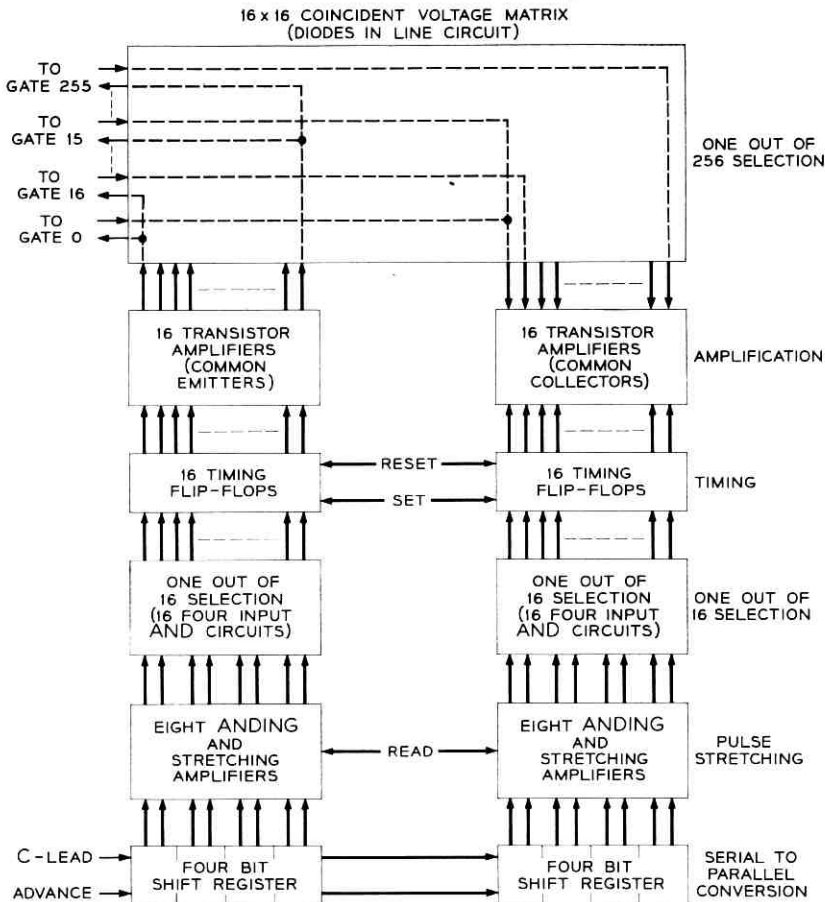 16 x 16 COINCIDENT VOLTAGE MATRIX
(DIODES IN LINE CIRCUIT)
TO
GATE 255
TO
GATE 15
TO
GATE 16
TO
GATE 0
ONE OUT OF
256 SELECTION
16 TRANSISTOR
AMPLIFIERS
(COMMON
EMITTERS)
16 TRANSISTOR
AMPLIFIERS
(COMMON
COLLECTORS)
AMPLIFICATION
16 TIMING
FLIP-FLOPS
RESET
SET
16 TIMING
FLIP-FLOPS
TIMING
ONE OUT OF
16 SELECTION
(16 FOUR INPUT
AND CIRCUITS)
ONE OUT OF
16 SELECTION
(16 FOUR INPUT
AND CIRCUITS)
ONE OUT OF
16 SELECTION
EIGHT ANDING
AND
STRETCHING
AMPLIFIERS
READ
EIGHT ANDING
AND
STRETCHING
AMPLIFIERS
PULSE
STRETCHING
C-LEAD
ADVANCE
FOUR BIT
SHIFT REGISTER
FOUR BIT
SHIFT REGISTER
SERIAL TO
PARALLEL
CONVERSION